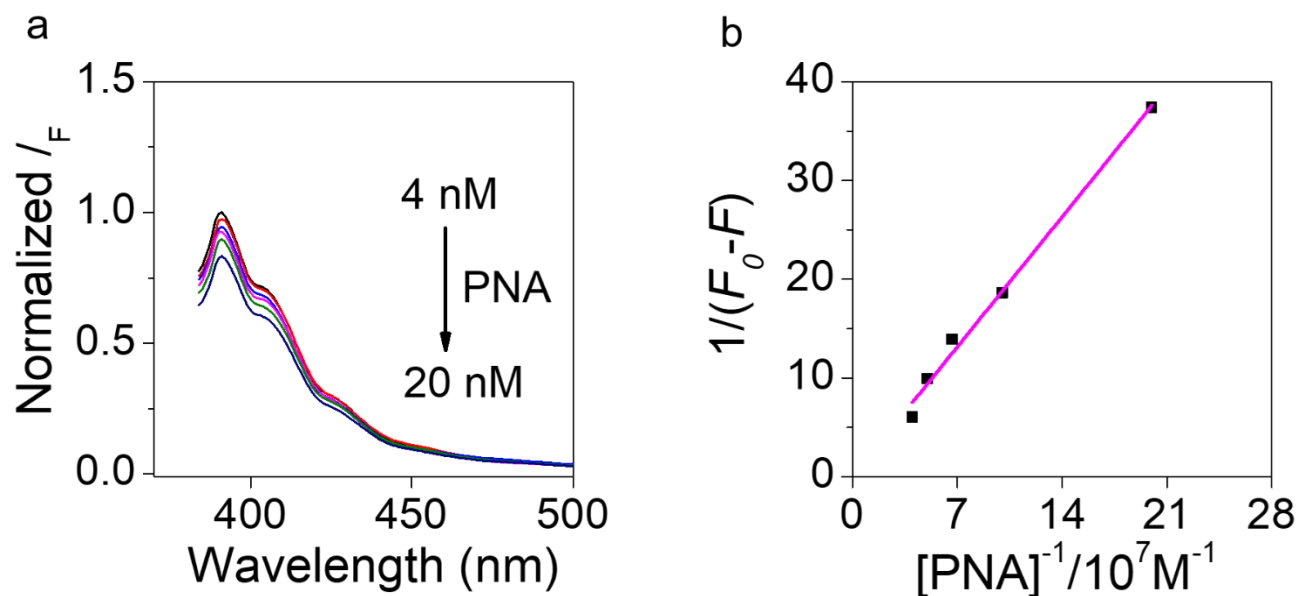 a
Normalized I_F
1.5
1.0
0.5
0.0
4 nM
PNA
20 nM
400 450 500
Wavelength (nm)
b
1/(F_0-F)
40
30
20
10
0
0 7 14 21 28
[PNA]^-1/10^7M^-1